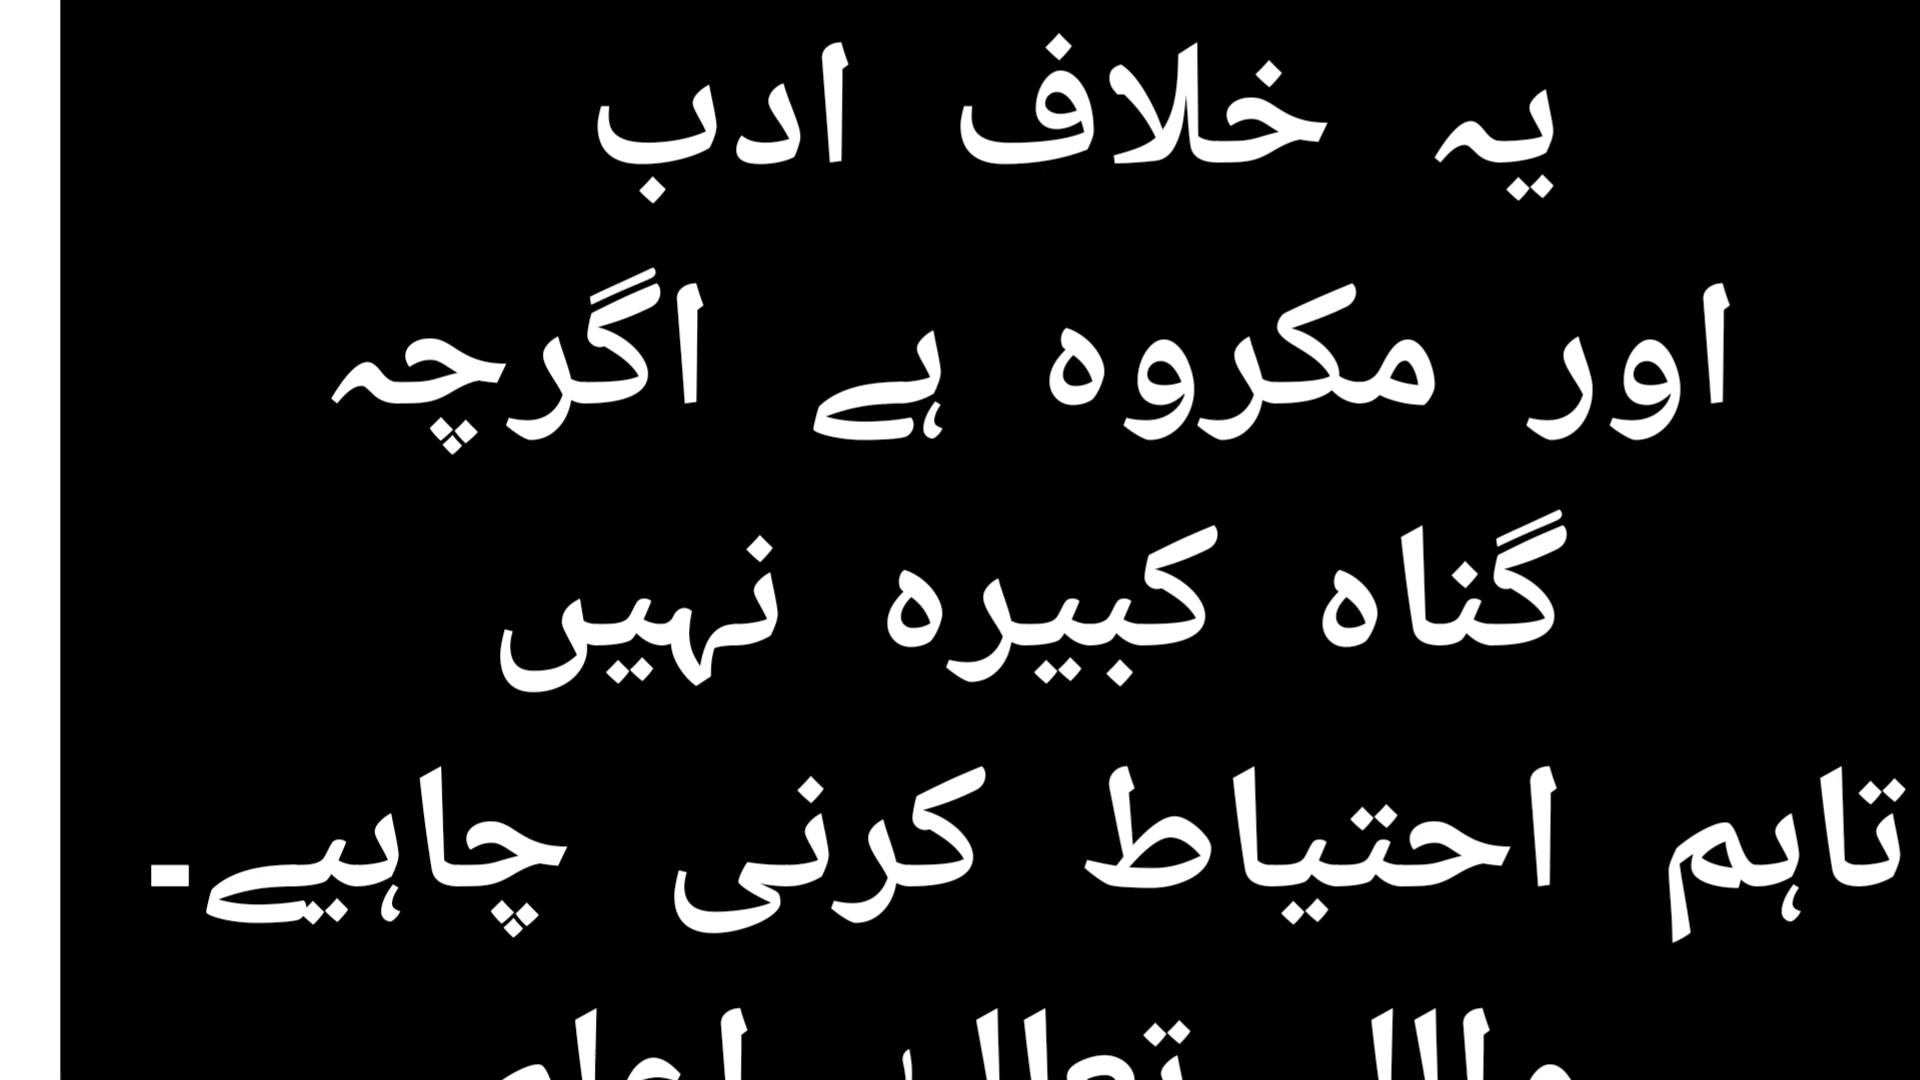 یہ خلاف ادب
اور مکروہ ہے اگرچہ
گناہ کبیرہ نہیں
تاہم احتیاط کرنی چاہیے۔